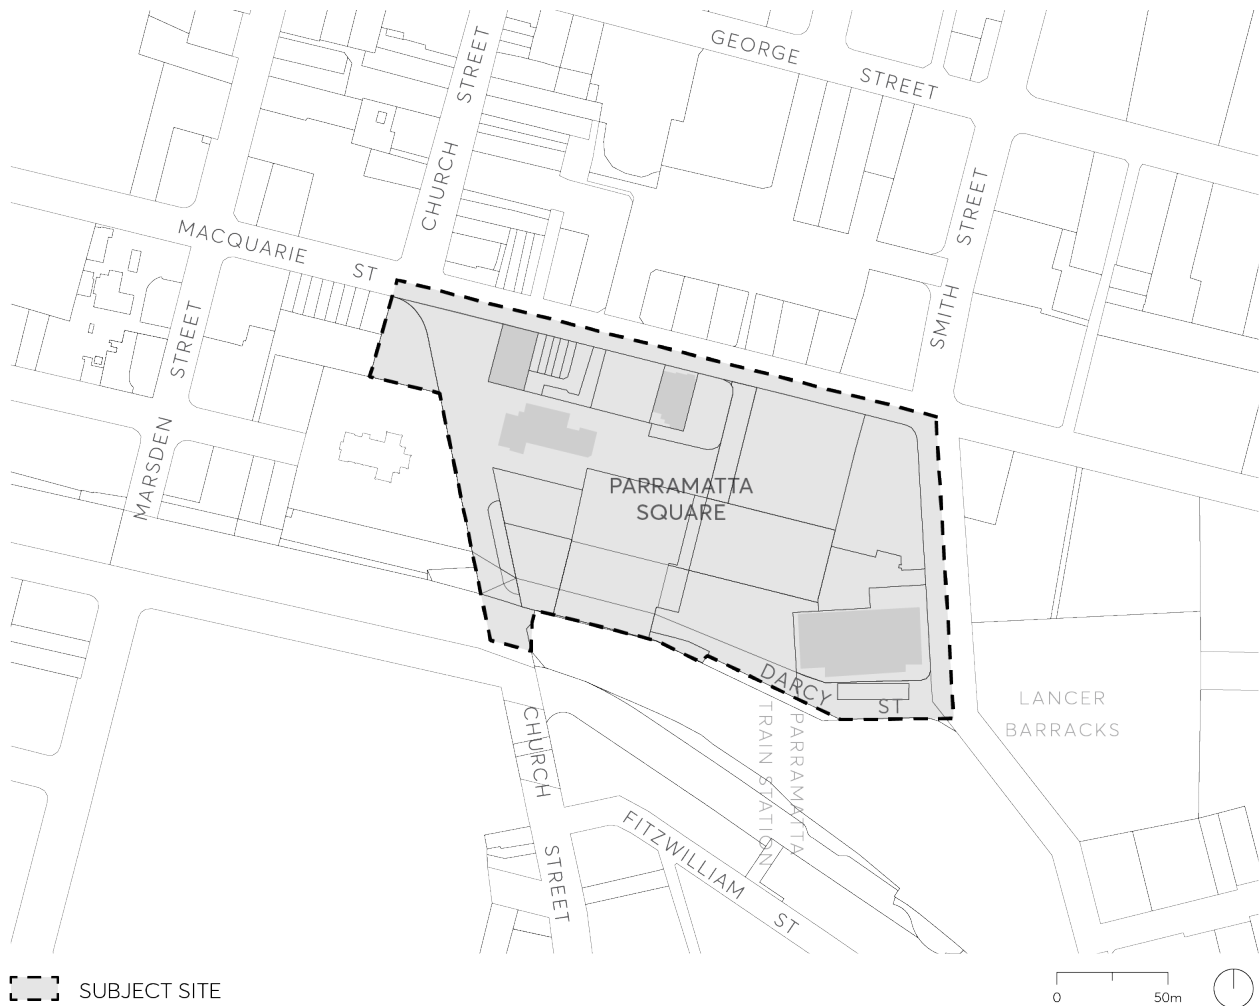 GEORGE STREET
CHURCH STREET
SMITH STREET
MACQUARIE ST
MARSDEN STREET
PARRAMATTA
SQUARE
DARCY ST
LANCER
BARRACKS
PARRAMATTA
TRAIN STATION
CHURCH STREET
FITZWILLIAM ST
SUBJECT SITE
0 50m